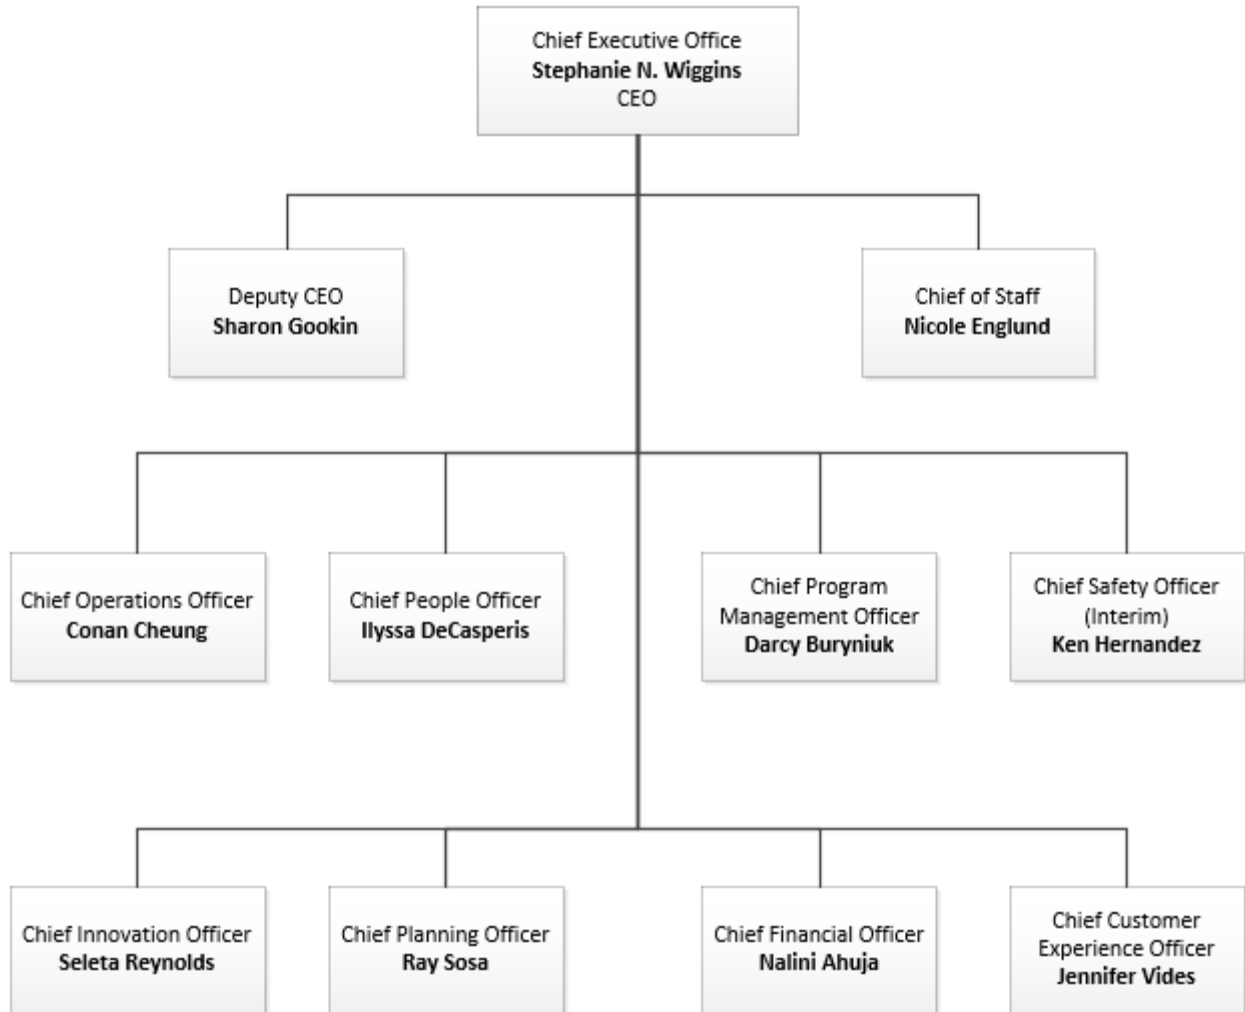 Chief Executive Office
Stephanie N. Wiggins
CEO
Deputy CEO
Sharon Gookin
Chief of Staff
Nicole Englund
Chief Operations Officer
Conan Cheung
Chief People Officer
Ilyssa DeCasperis
Chief Program
Management Officer
Darcy Buryniuk
Chief Safety Officer
(Interim)
Ken Hernandez
Chief Innovation Officer
Seleta Reynolds
Chief Planning Officer
Ray Sosa
Chief Financial Officer
Nalini Ahuja
Chief Customer
Experience Officer
Jennifer Vides